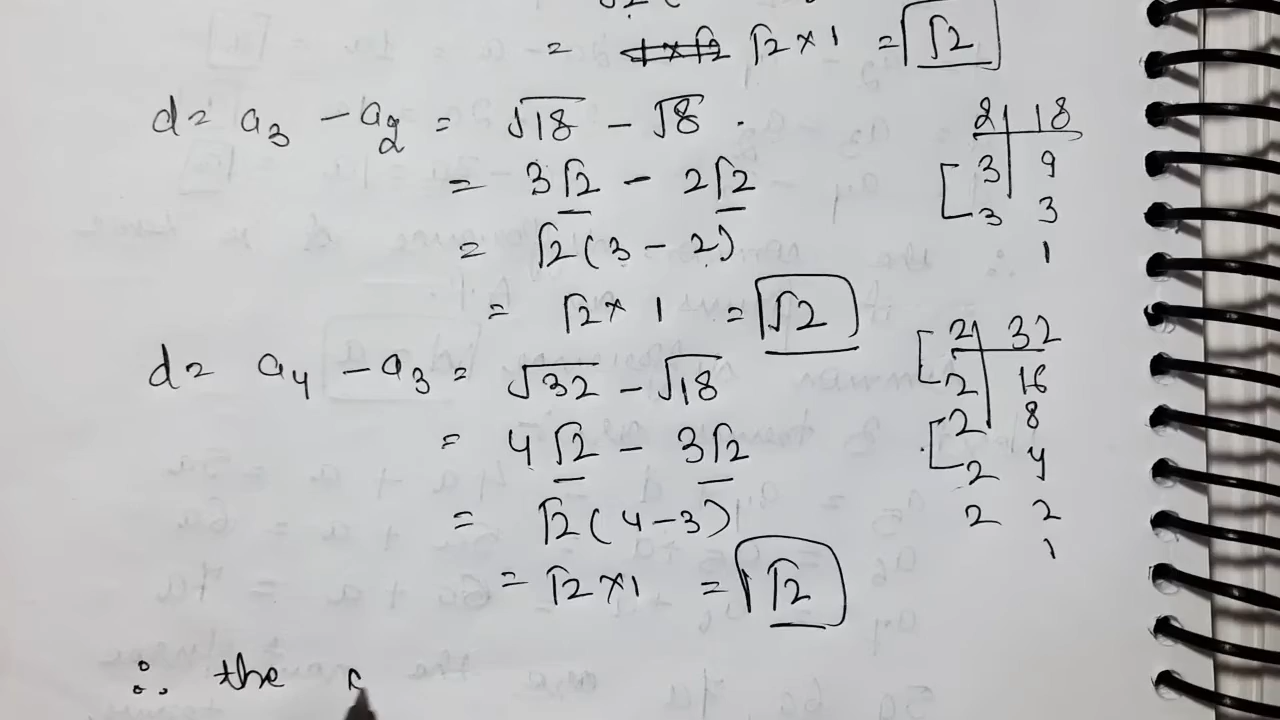 = √2 × 1 = √2
d = a3 - a2 = √18 - √8 .
= 3√2 - 2√2
= √2 ( 3 - 2 )
= √2 × 1 = √2
d = a4 - a3 = √32 - √18
= 4√2 - 3√2
= √2 ( 4 - 3 )
= √2 × 1 = √2
∴ the
2 | 18
3 | 9
3 3
1
2 | 32
2 | 16
2 | 8
2 4
2 2
1